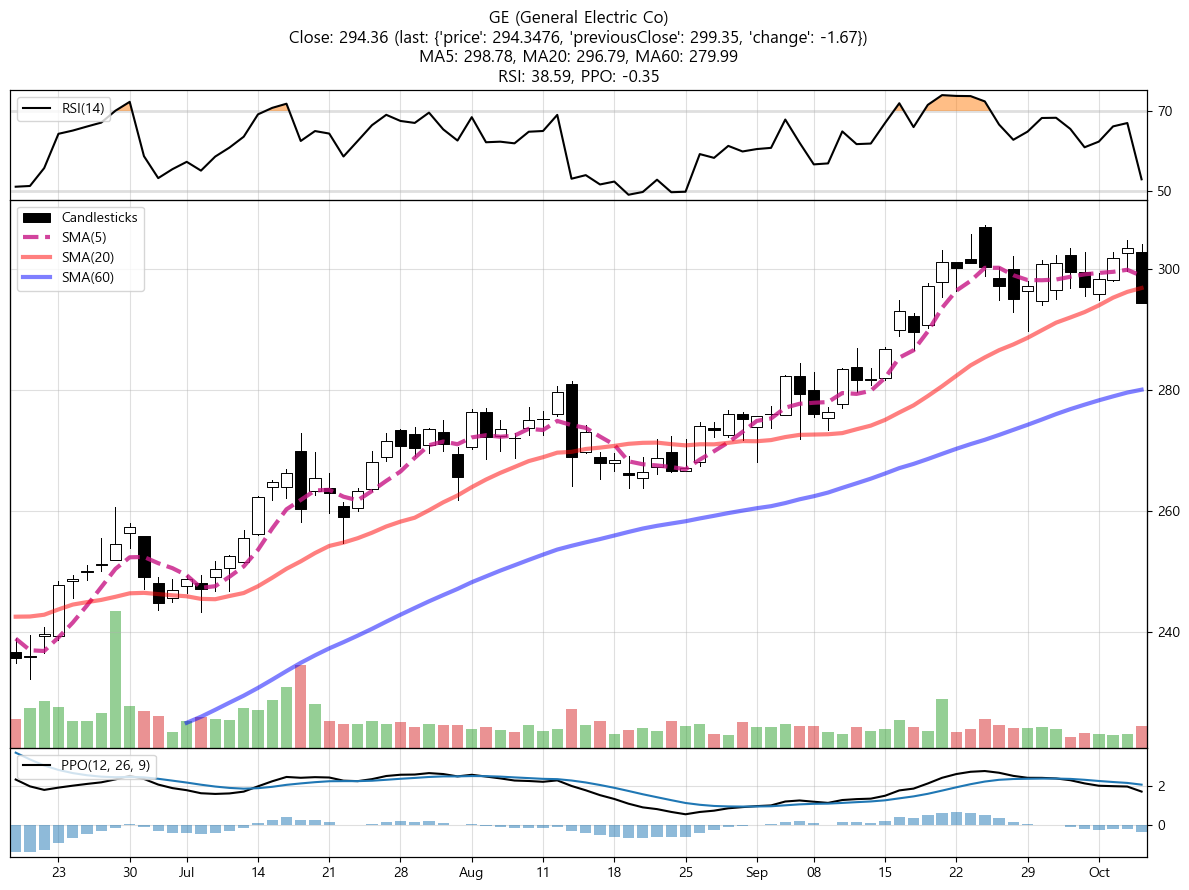 GE (General Electric Co)
Close: 294.36 (last: {'price': 294.3476, 'previousClose': 299.35, 'change': -1.67})
MA5: 298.78, MA20: 296.79, MA60: 279.99
RSI: 38.59, PPO: -0.35
RSI(14)
70
50
Candlesticks
SMA(5)
SMA(20)
SMA(60)
300
280
260
240
PPO(12, 26, 9)
2
0
23 30 Jul 14 21 28 Aug 11 18 25 Sep 08 15 22 29 Oct